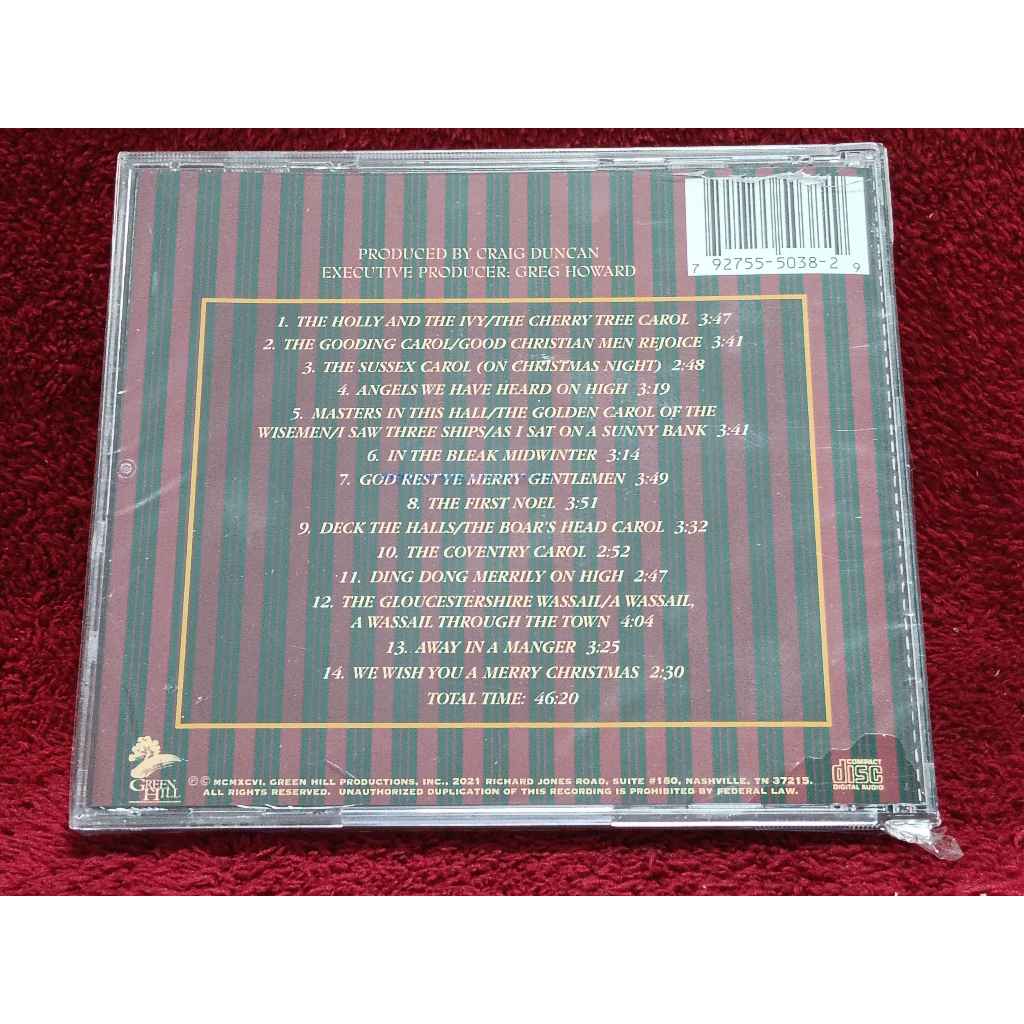 7 92755-5038-2 9
PRODUCED BY CRAIG DUNCAN
EXECUTIVE PRODUCER: GREG HOWARD
1. THE HOLLY AND THE IVY/THE CHERRY TREE CAROL 3:47
2. THE GOODING CAROL/GOOD CHRISTIAN MEN REJOICE 3:41
3. THE SUSSEX CAROL (ON CHRISTMAS NIGHT) 2:48
4. ANGELS WE HAVE HEARD ON HIGH 3:19
5. MASTERS IN THIS HALL/THE GOLDEN CAROL OF THE
WISEMEN/I SAW THREE SHIPS/AS I SAT ON A SUNNY BANK 3:41
6. IN THE BLEAK MIDWINTER 3:14
7. GOD REST YE MERRY GENTLEMEN 3:49
8. THE FIRST NOEL 3:51
9. DECK THE HALLS/THE BOAR'S HEAD CAROL 3:32
10. THE COVENTRY CAROL 2:52
11. DING DONG MERRILY ON HIGH 2:47
12. THE GLOUCESTERSHIRE WASSAIL/A WASSAIL,
A WASSAIL THROUGH THE TOWN 4:04
13. AWAY IN A MANGER 3:25
14. WE WISH YOU A MERRY CHRISTMAS 2:30
TOTAL TIME: 46:20
GREEN
HILL
℗© MCMXCVI. GREEN HILL PRODUCTIONS, INC., 2021 RICHARD JONES ROAD, SUITE #180, NASHVILLE, TN 37215.
ALL RIGHTS RESERVED. UNAUTHORIZED DUPLICATION OF THIS RECORDING IS PROHIBITED BY FEDERAL LAW.
COMPACT
disc
DIGITAL AUDIO